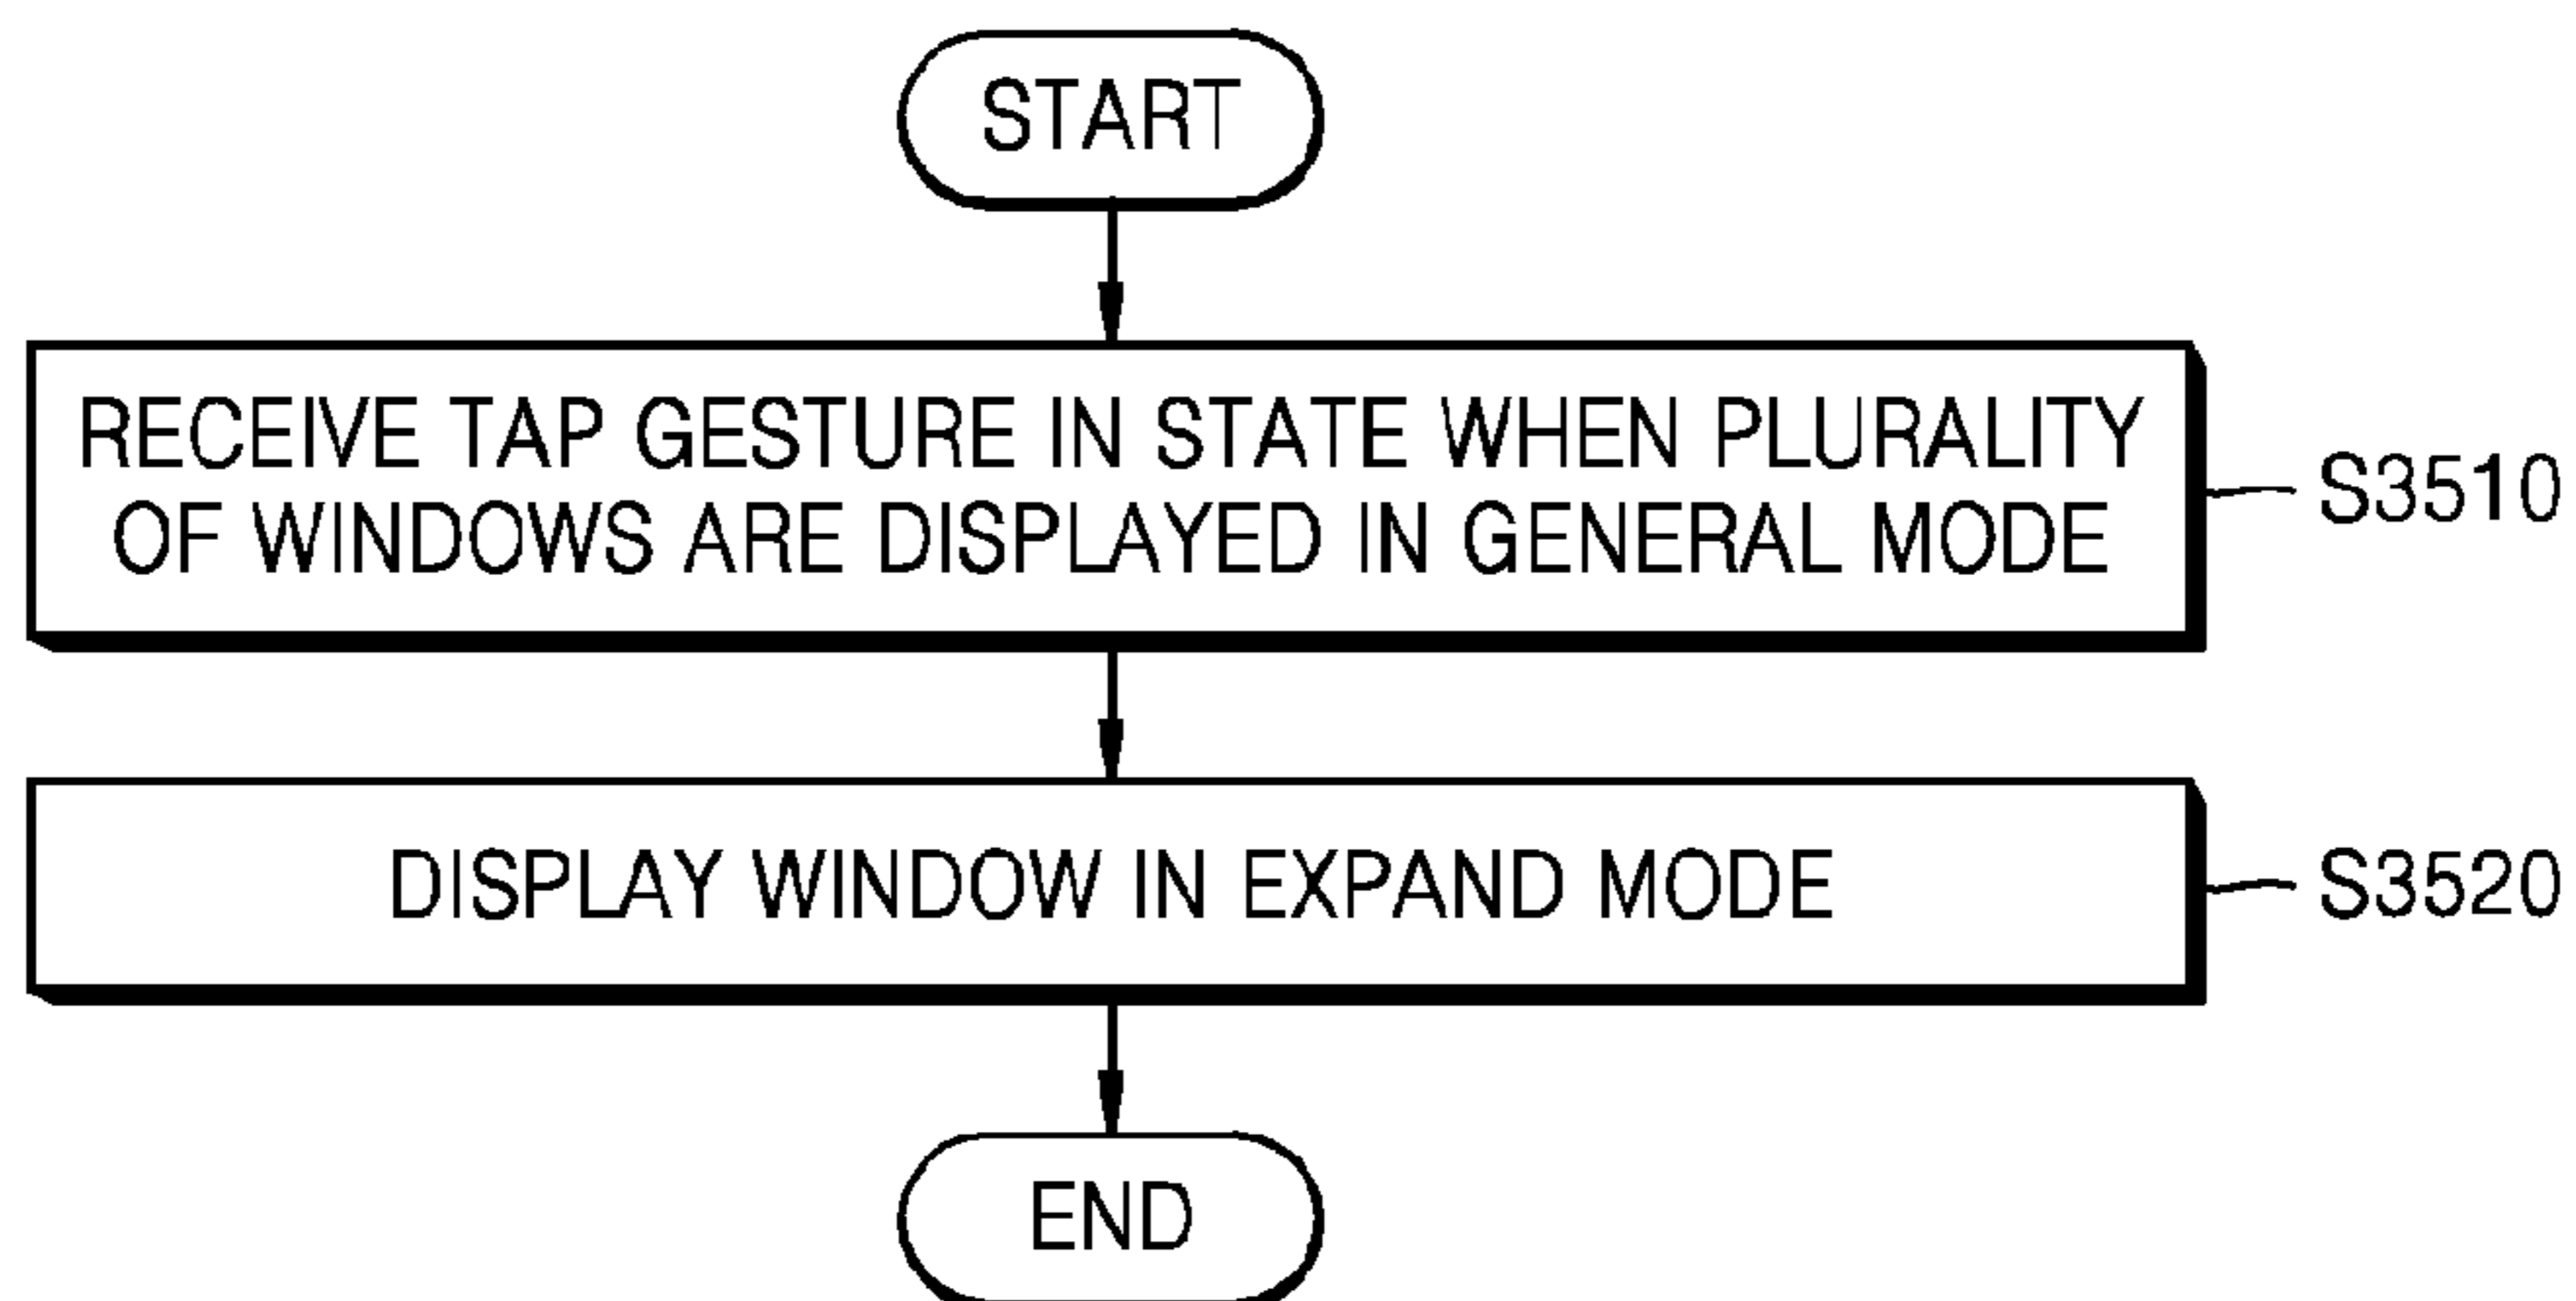 START
RECEIVE TAP GESTURE IN STATE WHEN PLURALITY
OF WINDOWS ARE DISPLAYED IN GENERAL MODE
S3510
DISPLAY WINDOW IN EXPAND MODE
S3520
END